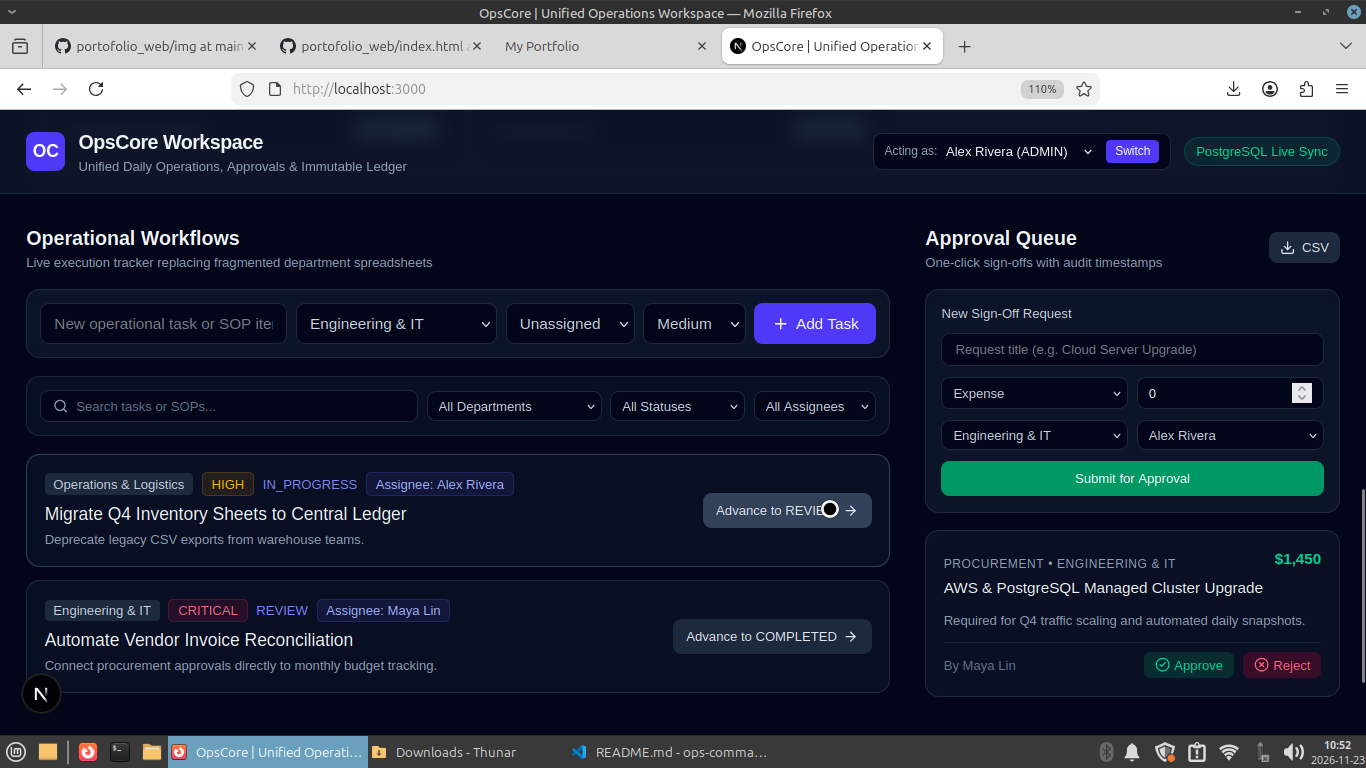 OpsCore | Unified Operations Workspace — Mozilla Firefox
portofolio_web/img at main
portofolio_web/index.html
My Portfolio
OpsCore | Unified Operation
http://localhost:3000
110%
OC
OpsCore Workspace
Unified Daily Operations, Approvals & Immutable Ledger
Acting as: Alex Rivera (ADMIN)
Switch
PostgreSQL Live Sync
Operational Workflows
Live execution tracker replacing fragmented department spreadsheets
New operational task or SOP ite
Engineering & IT
Unassigned
Medium
+ Add Task
Search tasks or SOPs...
All Departments
All Statuses
All Assignees
Operations & Logistics
HIGH
IN_PROGRESS
Assignee: Alex Rivera
Migrate Q4 Inventory Sheets to Central Ledger
Deprecate legacy CSV exports from warehouse teams.
Advance to REVIE
Engineering & IT
CRITICAL
REVIEW
Assignee: Maya Lin
Automate Vendor Invoice Reconciliation
Connect procurement approvals directly to monthly budget tracking.
Advance to COMPLETED
Approval Queue
One-click sign-offs with audit timestamps
CSV
New Sign-Off Request
Request title (e.g. Cloud Server Upgrade)
Expense
0
Engineering & IT
Alex Rivera
Submit for Approval
PROCUREMENT • ENGINEERING & IT
$1,450
AWS & PostgreSQL Managed Cluster Upgrade
Required for Q4 traffic scaling and automated daily snapshots.
By Maya Lin
Approve
Reject
N
OpsCore | Unified Operati...
Downloads - Thunar
README.md - ops-comma...
10:52
2026-11-23